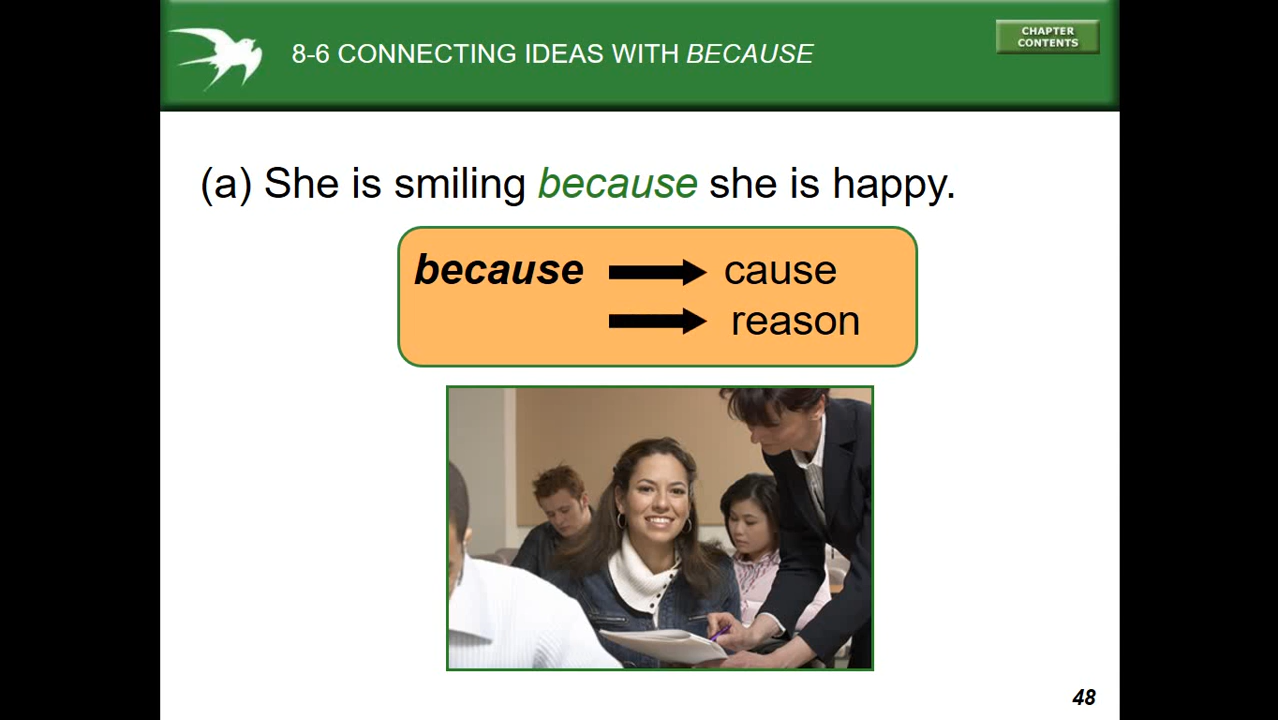 8-6 CONNECTING IDEAS WITH BECAUSE
CHAPTER
CONTENTS
(a) She is smiling because she is happy.
because cause
reason
48